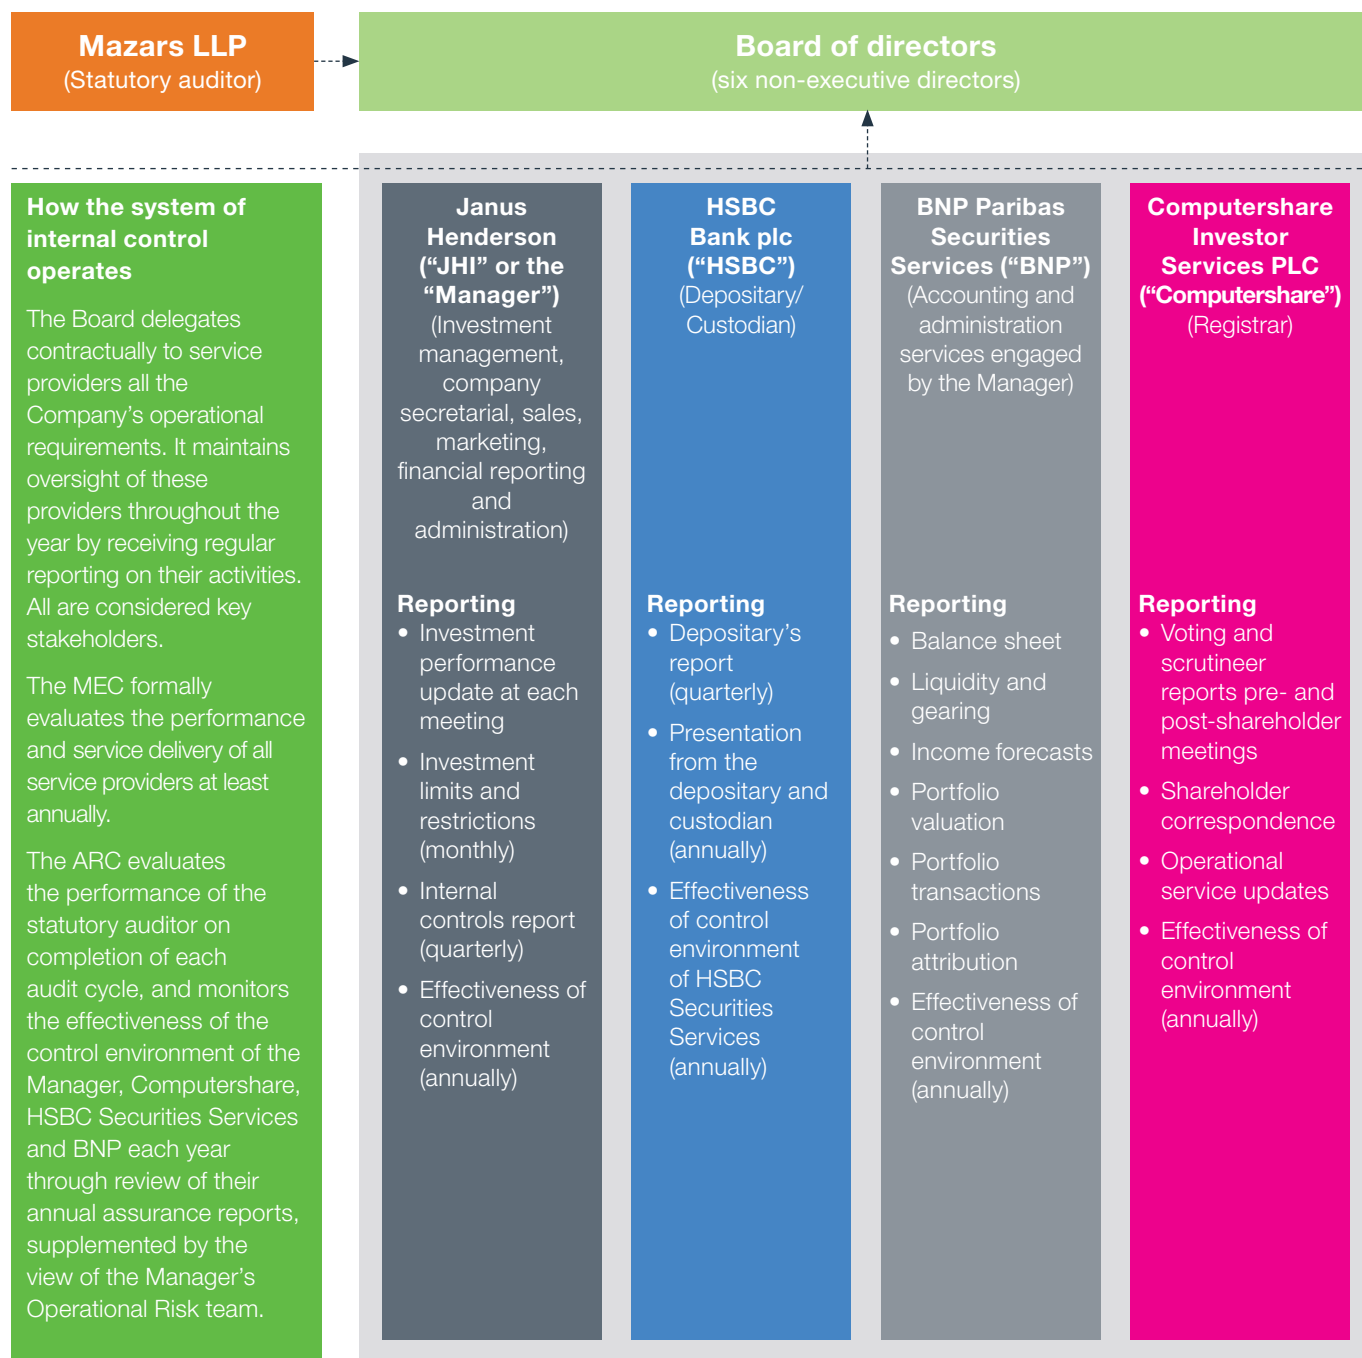 Mazars LLP
(Statutory auditor)
Board of directors
(six non-executive directors)
How the system of
internal control
operates
The Board delegates
contractually to service
providers all the
Company’s operational
requirements. It maintains
oversight of these
providers throughout the
year by receiving regular
reporting on their activities.
All are considered key
stakeholders.
The MEC formally
evaluates the performance
and service delivery of all
service providers at least
annually.
The ARC evaluates
the performance of the
statutory auditor on
completion of each
audit cycle, and monitors
the effectiveness of the
control environment of the
Manager, Computershare,
HSBC Securities Services
and BNP each year
through review of their
annual assurance reports,
supplemented by the
view of the Manager’s
Operational Risk team.
Janus
Henderson
(“JHI” or the
“Manager”)
(Investment
management,
company
secretarial, sales,
marketing,
financial reporting
and
administration)
Reporting
• Investment
performance
update at each
meeting
• Investment
limits and
restrictions
(monthly)
• Internal
controls report
(quarterly)
• Effectiveness of
control
environment
(annually)
HSBC
Bank plc
(“HSBC”)
(Depositary/
Custodian)
Reporting
• Depositary’s
report
(quarterly)
• Presentation
from the
depositary and
custodian
(annually)
• Effectiveness
of control
environment
of HSBC
Securities
Services
(annually)
BNP Paribas
Securities
Services (“BNP”)
(Accounting and
administration
services engaged
by the Manager)
Reporting
• Balance sheet
• Liquidity and
gearing
• Income forecasts
• Portfolio
valuation
• Portfolio
transactions
• Portfolio
attribution
• Effectiveness of
control
environment
(annually)
Computershare
Investor
Services PLC
(“Computershare”)
(Registrar)
Reporting
• Voting and
scrutineer
reports pre- and
post-shareholder
meetings
• Shareholder
correspondence
• Operational
service updates
• Effectiveness of
control
environment
(annually)